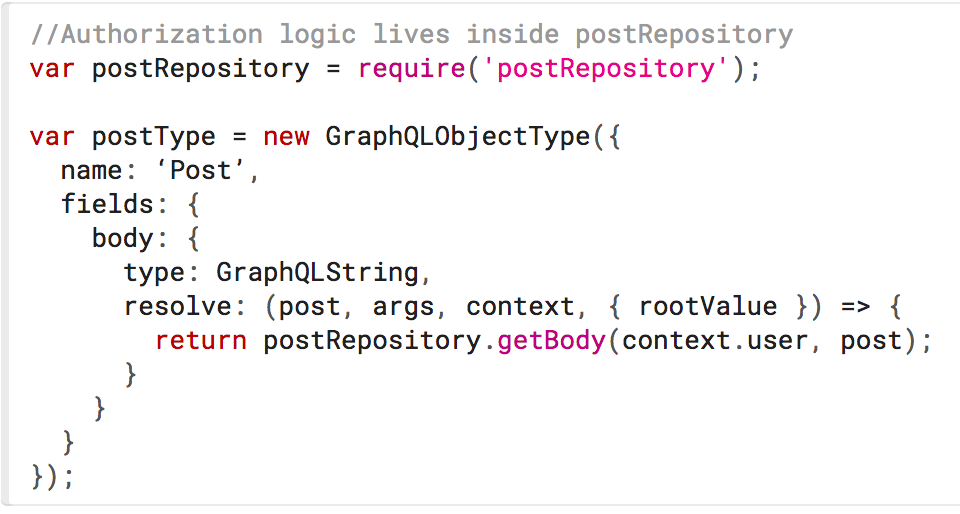 //Authorization logic lives inside postRepository
var postRepository = require('postRepository');

var postType = new GraphQLObjectType({
  name: ‘Post’,
  fields: {
    body: {
      type: GraphQLString,
      resolve: (post, args, context, { rootValue }) => {
        return postRepository.getBody(context.user, post);
      }
    }
  }
});